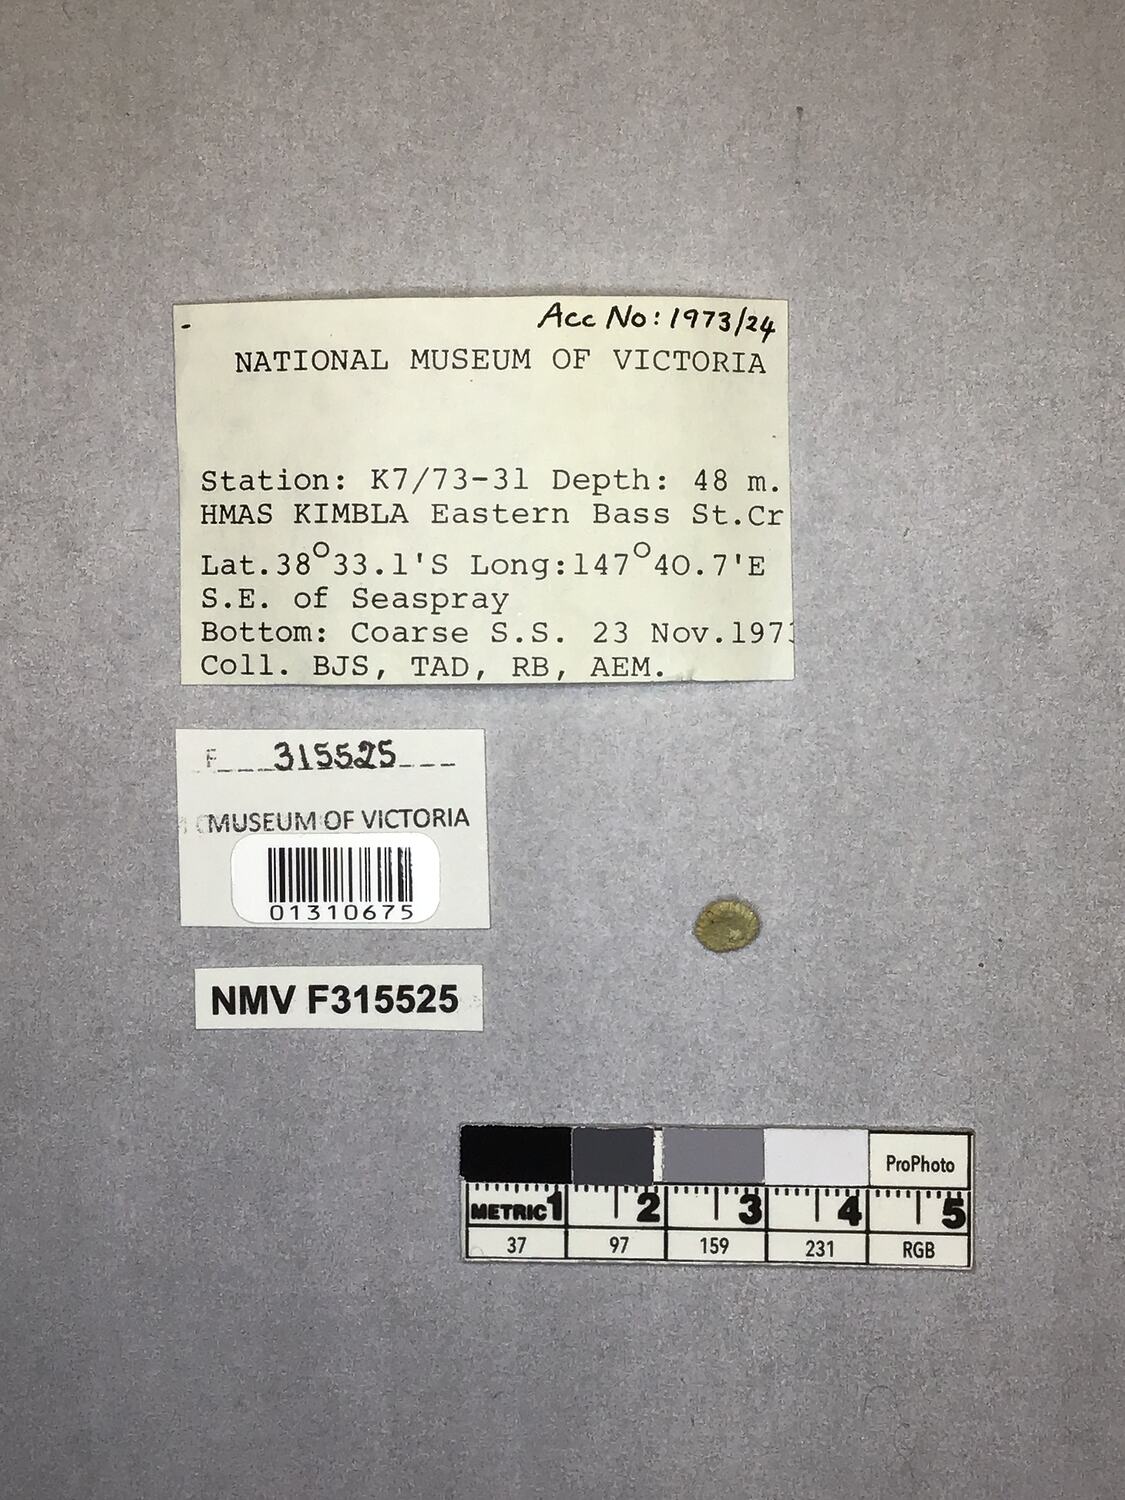 Acc No: 1973/24
NATIONAL MUSEUM OF VICTORIA
Station: K7/73-31 Depth: 48 m.
HMAS KIMBLA Eastern Bass St.Cr
Lat.38°33.1'S Long:147°40.7'E
S.E. of Seaspray
Bottom: Coarse S.S. 23 Nov.1973
Coll. BJS, TAD, RB, AEM.
F 315525
MUSEUM OF VICTORIA
01310675
NMV F315525
ProPhoto
METRIC 1 2 3 4 5
37 97 159 231 RGB